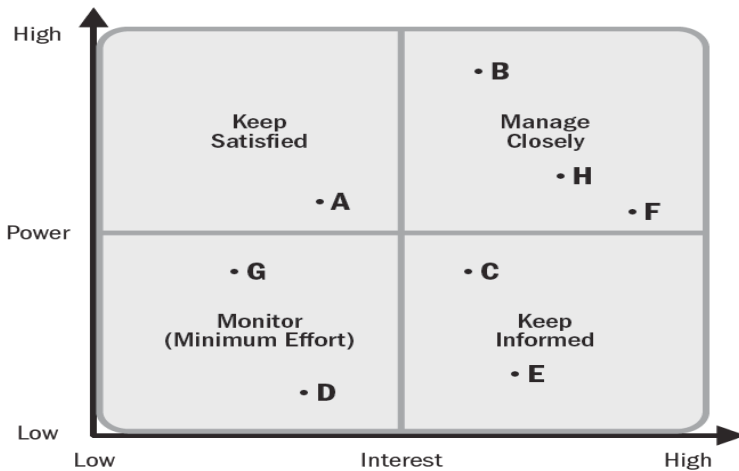 High
B
Keep
Satisfied
Manage
Closely
H
A
F
Power
G
C
Monitor
(Minimum Effort)
Keep
Informed
E
D
Low
Low
Interest
High